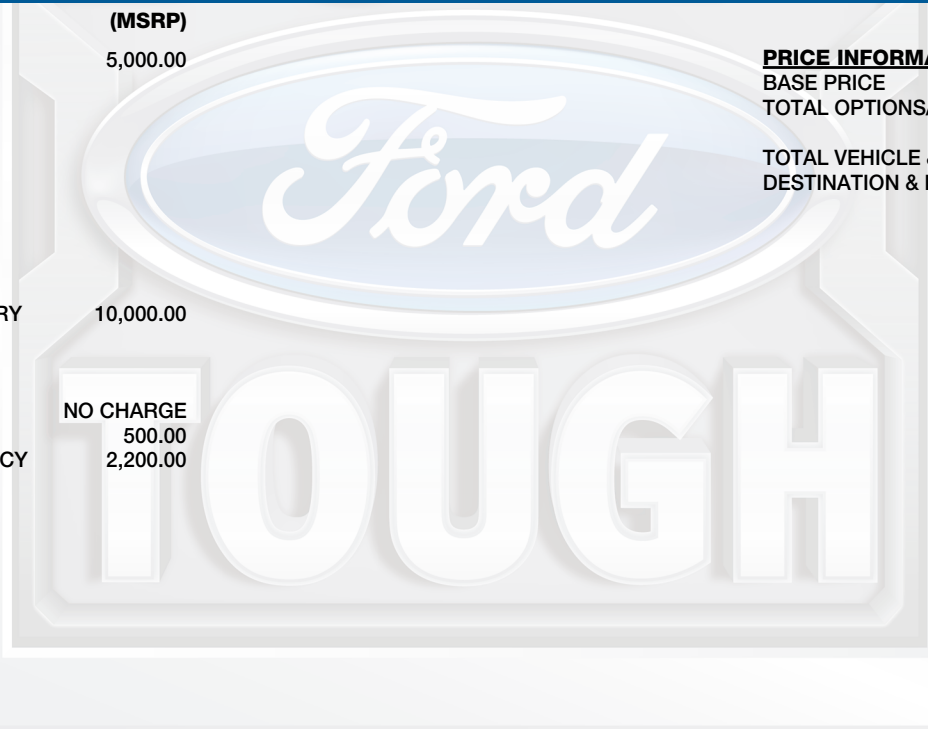 (MSRP)
5,000.00
PRICE INFORMA
BASE PRICE
TOTAL OPTIONS/
TOTAL VEHICLE &
DESTINATION &
Ford
RY 10,000.00
NO CHARGE
500.00
CY 2,200.00
TOUGH